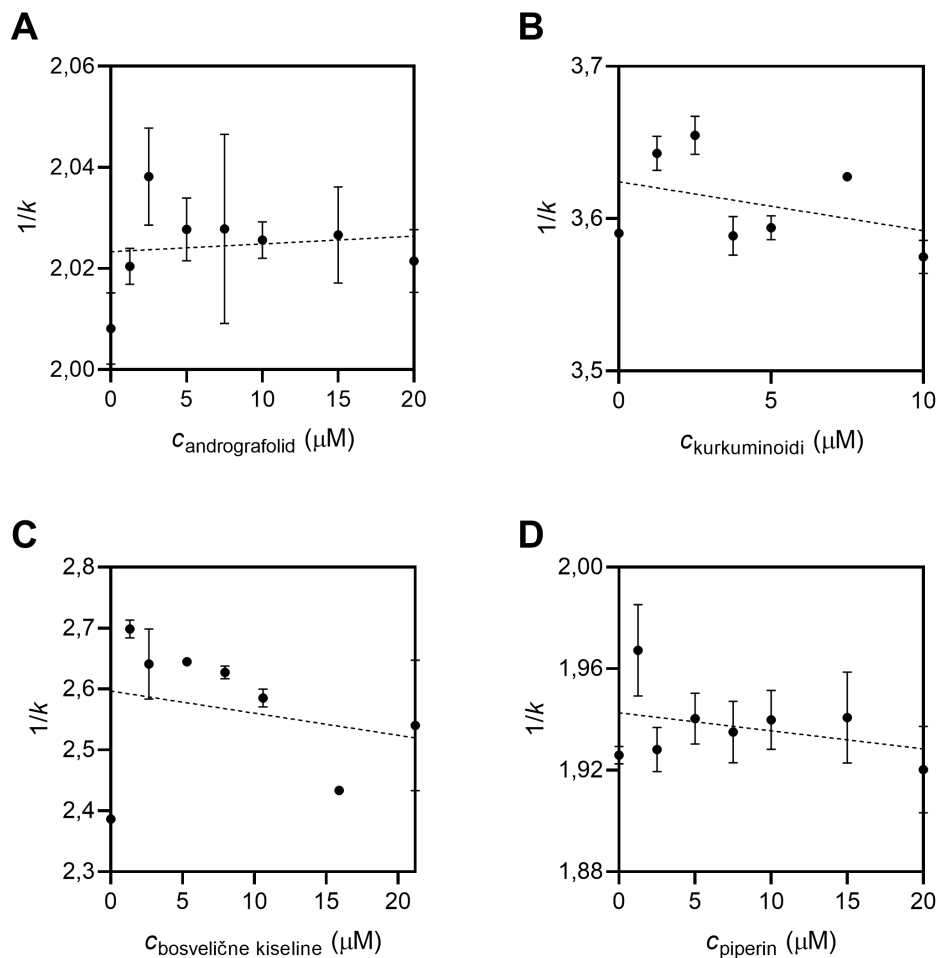 A
2,06
2,04
2,02
2,00
1/k
0 5 10 15 20
c andrografolid (μM)
B
3,7
3,6
3,5
1/k
0 5 10
c kurkuminoidi (μM)
C
2,8
2,7
2,6
2,5
2,4
2,3
1/k
0 5 10 15 20
c bosvelične kiseline (μM)
D
2,00
1,96
1,92
1,88
1/k
0 5 10 15 20
c piperin (μM)